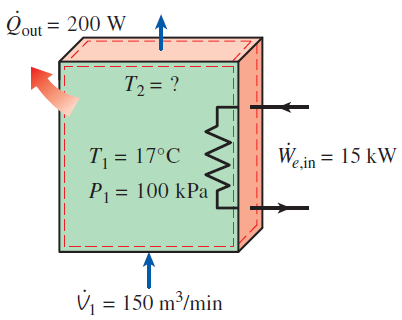 Q̇out = 200 W
T2 = ?
T1 = 17°C
P1 = 100 kPa
Ẇe,in = 15 kW
V̇1 = 150 m³/min